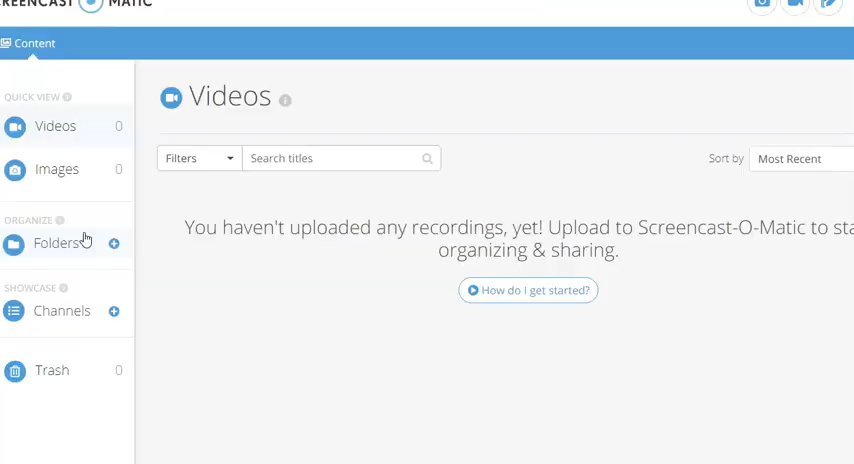 REENCAST MATIC
Content
QUICK VIEW
Videos
Videos 0
Filters
Search titles
Sort by
Most Recent
Images 0
ORGANIZE
Folders
You haven't uploaded any recordings, yet! Upload to Screencast-O-Matic to sta
organizing & sharing.
SHOWCASE
How do I get started?
Channels
Trash 0